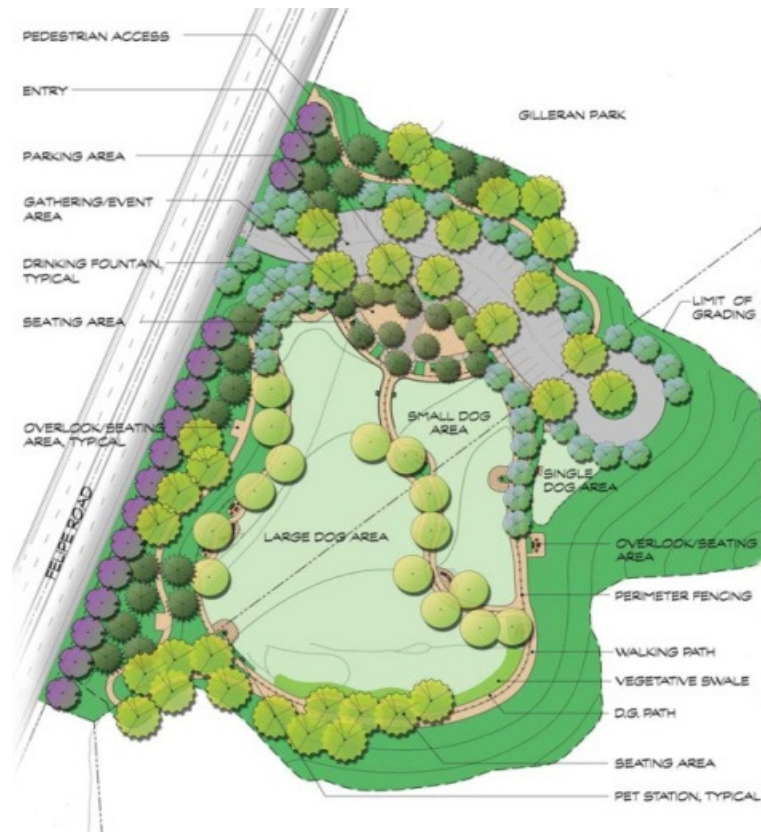 PEDESTRIAN ACCESS
ENTRY
GILLERAN PARK
PARKING AREA
GATHERING/EVENT
AREA
DRINKING FOUNTAIN,
TYPICAL
SEATING AREA
LIMIT OF
GRADING
OVERLOOK/SEATING
AREA, TYPICAL
SMALL DOG
AREA
SINGLE
DOG AREA
FELIPE ROAD
LARGE DOG AREA
OVERLOOK/SEATING
AREA
PERIMETER FENCING
WALKING PATH
VEGETATIVE SWALE
D.G. PATH
SEATING AREA
PET STATION, TYPICAL